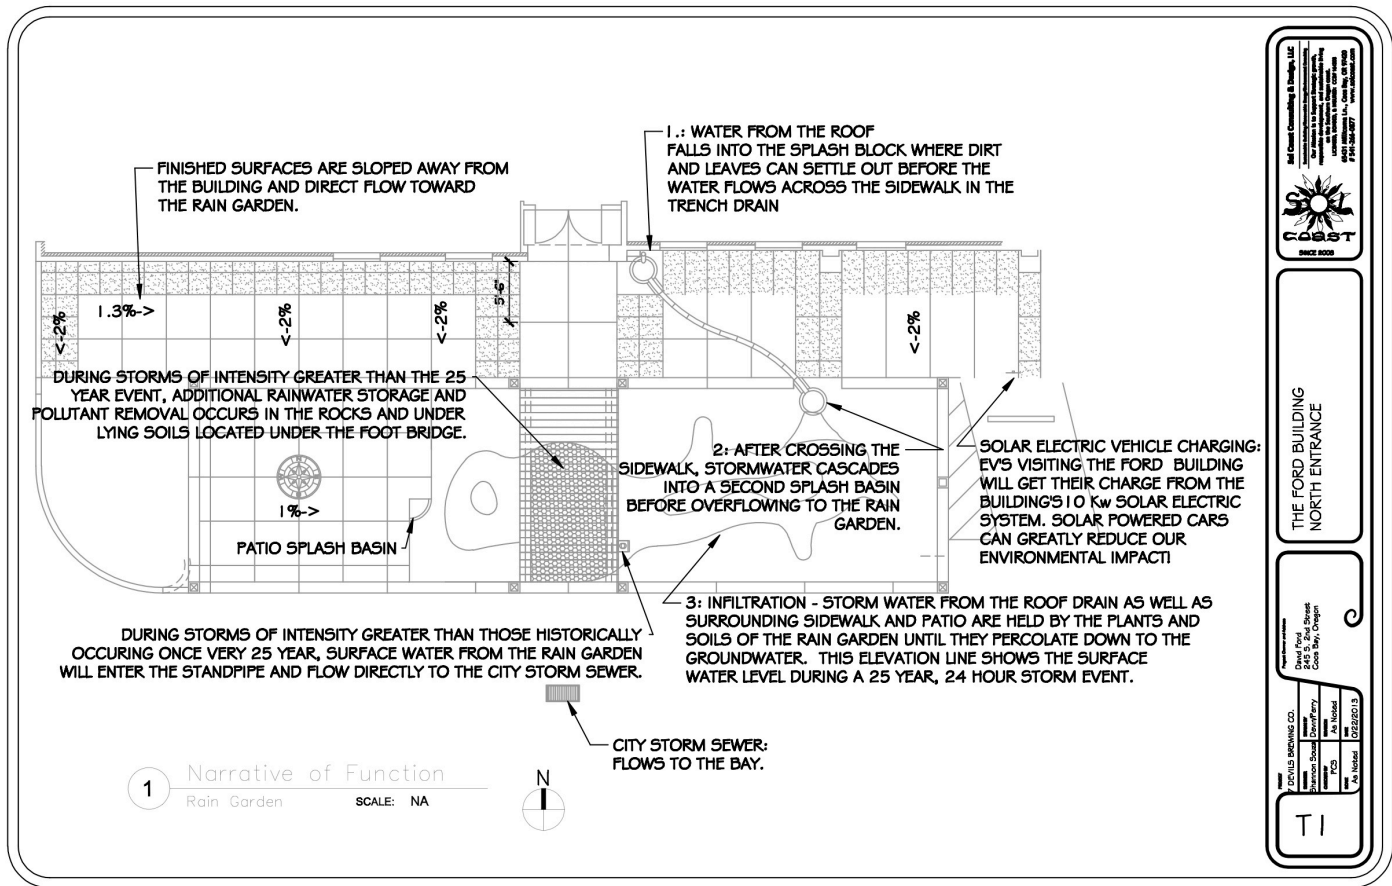 FINISHED SURFACES ARE SLOPED AWAY FROM
THE BUILDING AND DIRECT FLOW TOWARD
THE RAIN GARDEN.
1.: WATER FROM THE ROOF
FALLS INTO THE SPLASH BLOCK WHERE DIRT
AND LEAVES CAN SETTLE OUT BEFORE THE
WATER FLOWS ACROSS THE SIDEWALK IN THE
TRENCH DRAIN
5'-6"
1.3%->
<-2%
<-2%
<-2%
<-2%
DURING STORMS OF INTENSITY GREATER THAN THE 25
YEAR EVENT, ADDITIONAL RAINWATER STORAGE AND
POLUTANT REMOVAL OCCURS IN THE ROCKS AND UNDER
LYING SOILS LOCATED UNDER THE FOOT BRIDGE.
1%->
PATIO SPLASH BASIN
2: AFTER CROSSING THE
SIDEWALK, STORMWATER CASCADES
INTO A SECOND SPLASH BASIN
BEFORE OVERFLOWING TO THE RAIN
GARDEN.
SOLAR ELECTRIC VEHICLE CHARGING:
EV'S VISITING THE FORD BUILDING
WILL GET THEIR CHARGE FROM THE
BUILDING'S10 Kw SOLAR ELECTRIC
SYSTEM. SOLAR POWERED CARS
CAN GREATLY REDUCE OUR
ENVIRONMENTAL IMPACT!
3: INFILTRATION - STORM WATER FROM THE ROOF DRAIN AS WELL AS
SURROUNDING SIDEWALK AND PATIO ARE HELD BY THE PLANTS AND
SOILS OF THE RAIN GARDEN UNTIL THEY PERCOLATE DOWN TO THE
GROUNDWATER. THIS ELEVATION LINE SHOWS THE SURFACE
WATER LEVEL DURING A 25 YEAR, 24 HOUR STORM EVENT.
DURING STORMS OF INTENSITY GREATER THAN THOSE HISTORICALLY
OCCURING ONCE VERY 25 YEAR, SURFACE WATER FROM THE RAIN GARDEN
WILL ENTER THE STANDPIPE AND FLOW DIRECTLY TO THE CITY STORM SEWER.
CITY STORM SEWER:
FLOWS TO THE BAY.
1
Narrative of Function
Rain Garden
SCALE: NA
N
Sol Coast Consulting & Design, LLC
www.solcoast.com
SOL
COAST
SINCE 2005
THE FORD BUILDING
NORTH ENTRANCE
David Ford
245 S. 2nd Street
Coos Bay, Oregon
7 DEVILS BREWING CO.
Shannon Souza
Dawn/Perry
PCS
As Noted
As Noted
0/22/2013
T1